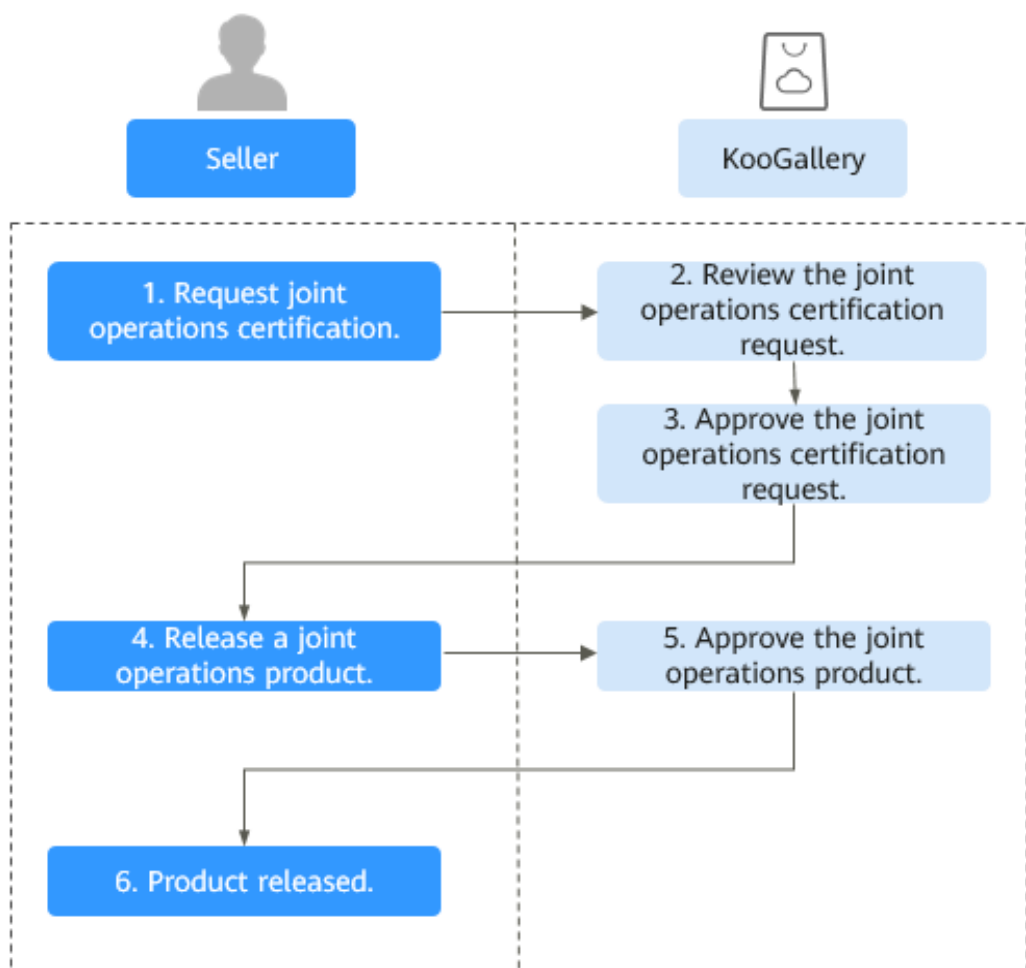 Seller
KooGallery
1. Request joint
operations certification.
2. Review the joint
operations certification
request.
3. Approve the joint
operations certification
request.
4. Release a joint
operations product.
5. Approve the joint
operations product.
6. Product released.